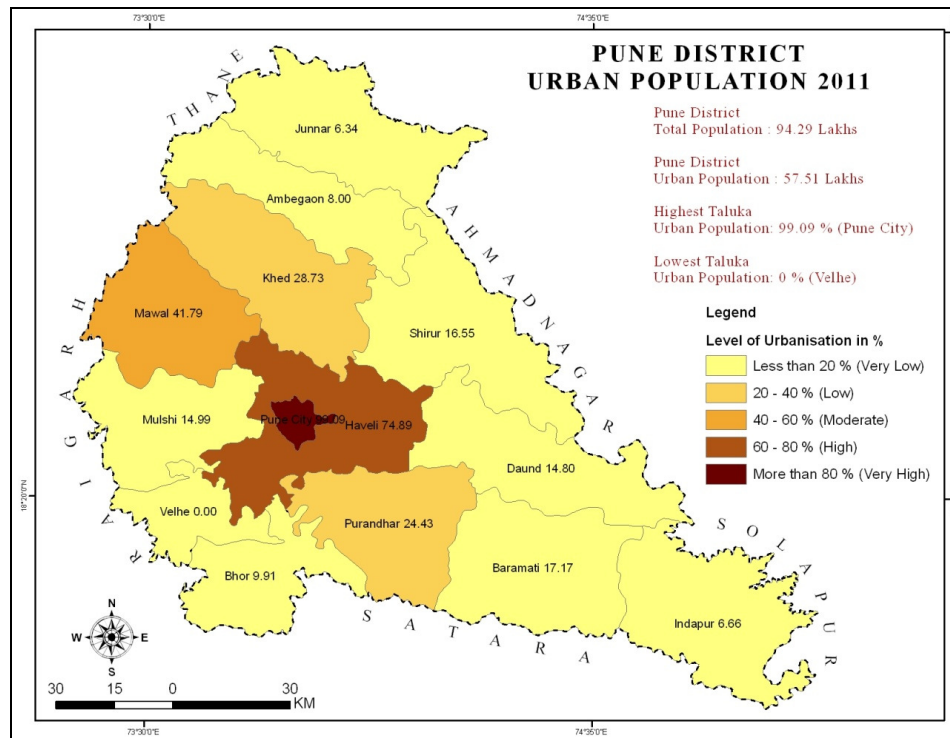 73°30'0"E 74°35'0"E
PUNE DISTRICT
URBAN POPULATION 2011
Pune District
Total Population : 94.29 Lakhs
Pune District
Urban Population : 57.51 Lakhs
Highest Taluka
Urban Population: 99.09 % (Pune City)
Lowest Taluka
Urban Population: 0 % (Velhe)
Legend
Level of Urbanisation in %
Less than 20 % (Very Low)
20 - 40 % (Low)
40 - 60 % (Moderate)
60 - 80 % (High)
More than 80 % (Very High)
THANE
AHMADNAGAR
SOLAPUR
SATARA
RAIGARH
Junnar 6.34
Ambegaon 8.00
Khed 28.73
Mawal 41.79
Shirur 16.55
Mulshi 14.99
Pune City 99.09
Haveli 74.89
Daund 14.80
Velhe 0.00
Purandhar 24.43
Baramati 17.17
Bhor 9.91
Indapur 6.66
18°20'0"N
N
W E
S
30 15 0 30
KM
73°30'0"E 74°35'0"E